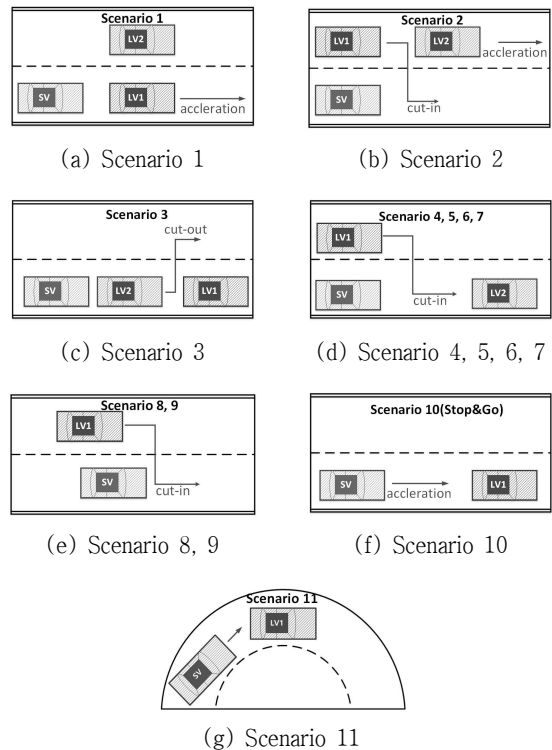 Scenario 1
LV2
SV
LV1
accleration
(a) Scenario 1
Scenario 2
LV1
LV2
accleration
SV
cut-in
(b) Scenario 2
Scenario 3
cut-out
SV
LV2
LV1
(c) Scenario 3
Scenario 4, 5, 6, 7
LV1
SV
cut-in
LV2
(d) Scenario 4, 5, 6, 7
Scenario 8, 9
LV1
SV
cut-in
(e) Scenario 8, 9
Scenario 10(Stop&Go)
SV
accleration
LV1
(f) Scenario 10
Scenario 11
LV1
SV
(g) Scenario 11